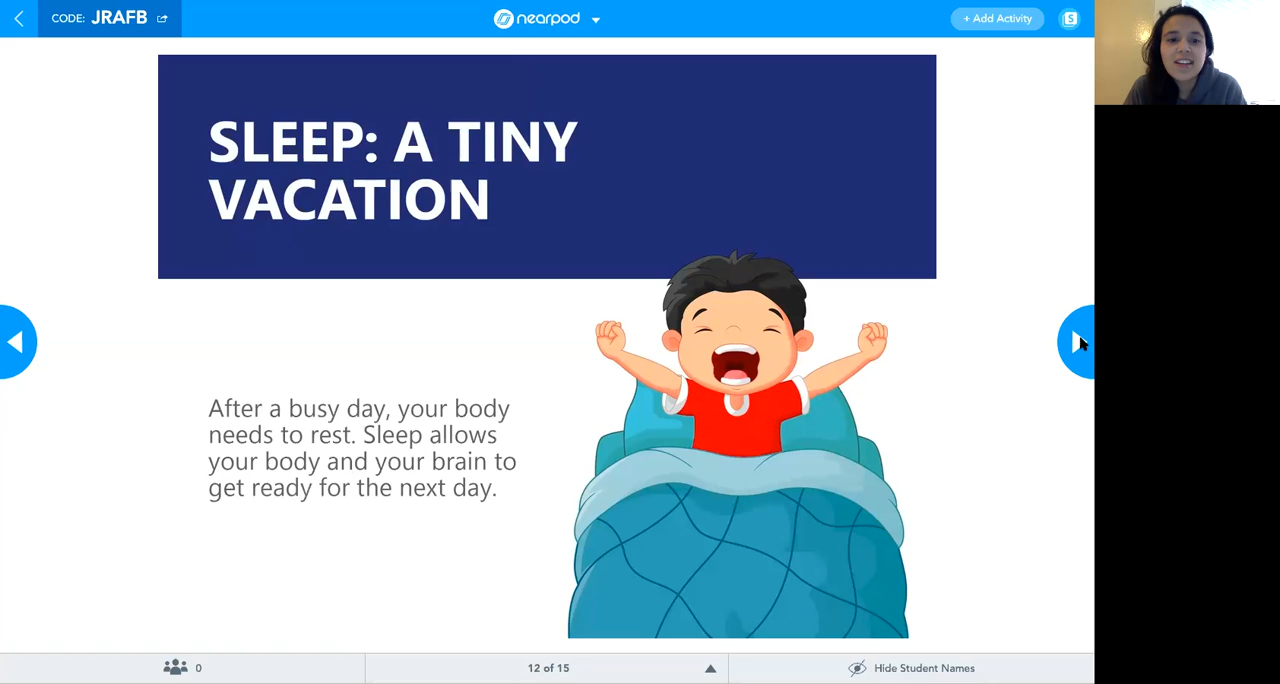 CODE: JRAFB
nearpod
+ Add Activity
S
SLEEP: A TINY
VACATION
After a busy day, your body
needs to rest. Sleep allows
your body and your brain to
get ready for the next day.
0
12 of 15
Hide Student Names